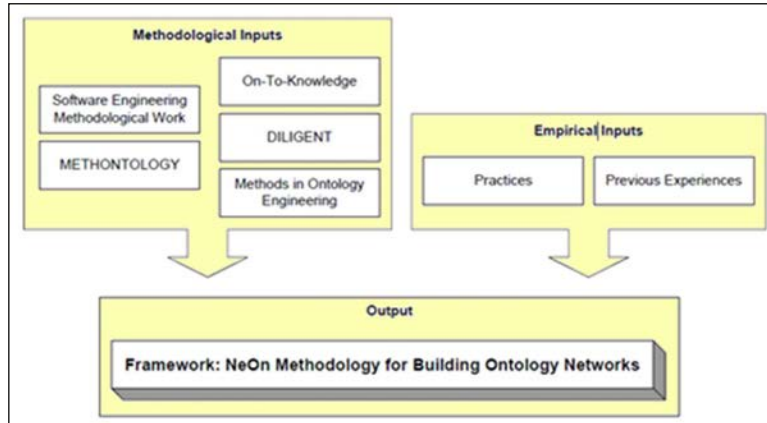 Methodological Inputs
Software Engineering
Methodological Work
METHONTOLOGY
On-To-Knowledge
DILIGENT
Methods in Ontology
Engineering
Empirical Inputs
Practices
Previous Experiences
Output
Framework: NeOn Methodology for Building Ontology Networks